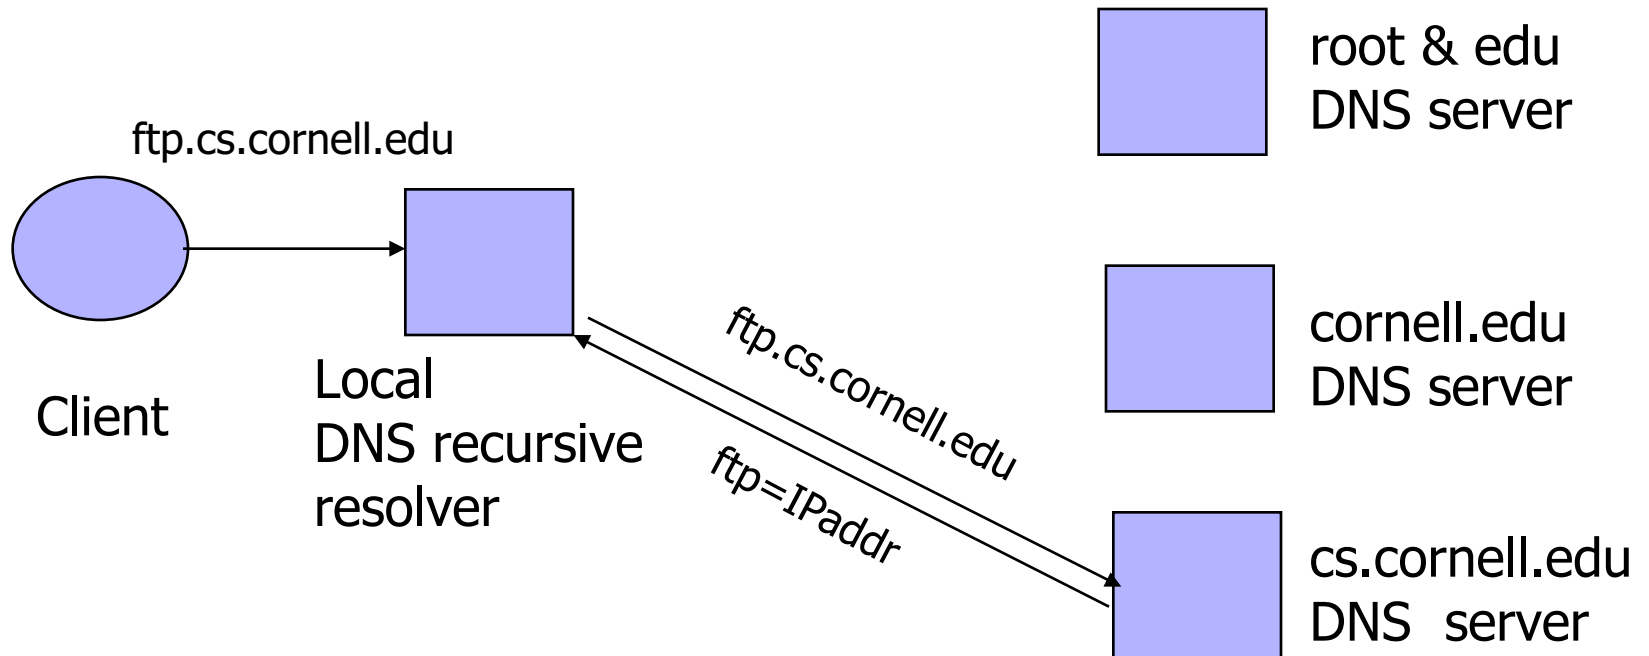 root & edu
DNS server
ftp.cs.cornell.edu
Client
Local
DNS recursive
resolver
ftp.cs.cornell.edu
ftp=IPaddr
cornell.edu
DNS server
cs.cornell.edu
DNS server